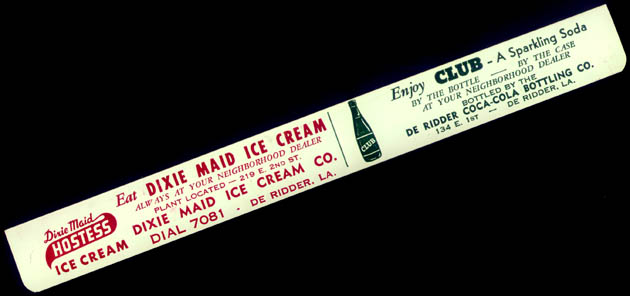 Dixie Maid
HOSTESS
ICE CREAM
Eat DIXIE MAID ICE CREAM
ALWAYS AT YOUR NEIGHBORHOOD DEALER
PLANT LOCATED — 219 E. 2ND ST.
DIXIE MAID ICE CREAM CO.
DIAL 7081 - DE RIDDER, LA.
CLUB
Enjoy CLUB - A Sparkling Soda
BY THE BOTTLE — BY THE CASE
AT YOUR NEIGHBORHOOD DEALER
BOTTLED BY THE
DE RIDDER COCA-COLA BOTTLING CO.
134 E. 1ST — DE RIDDER, LA.